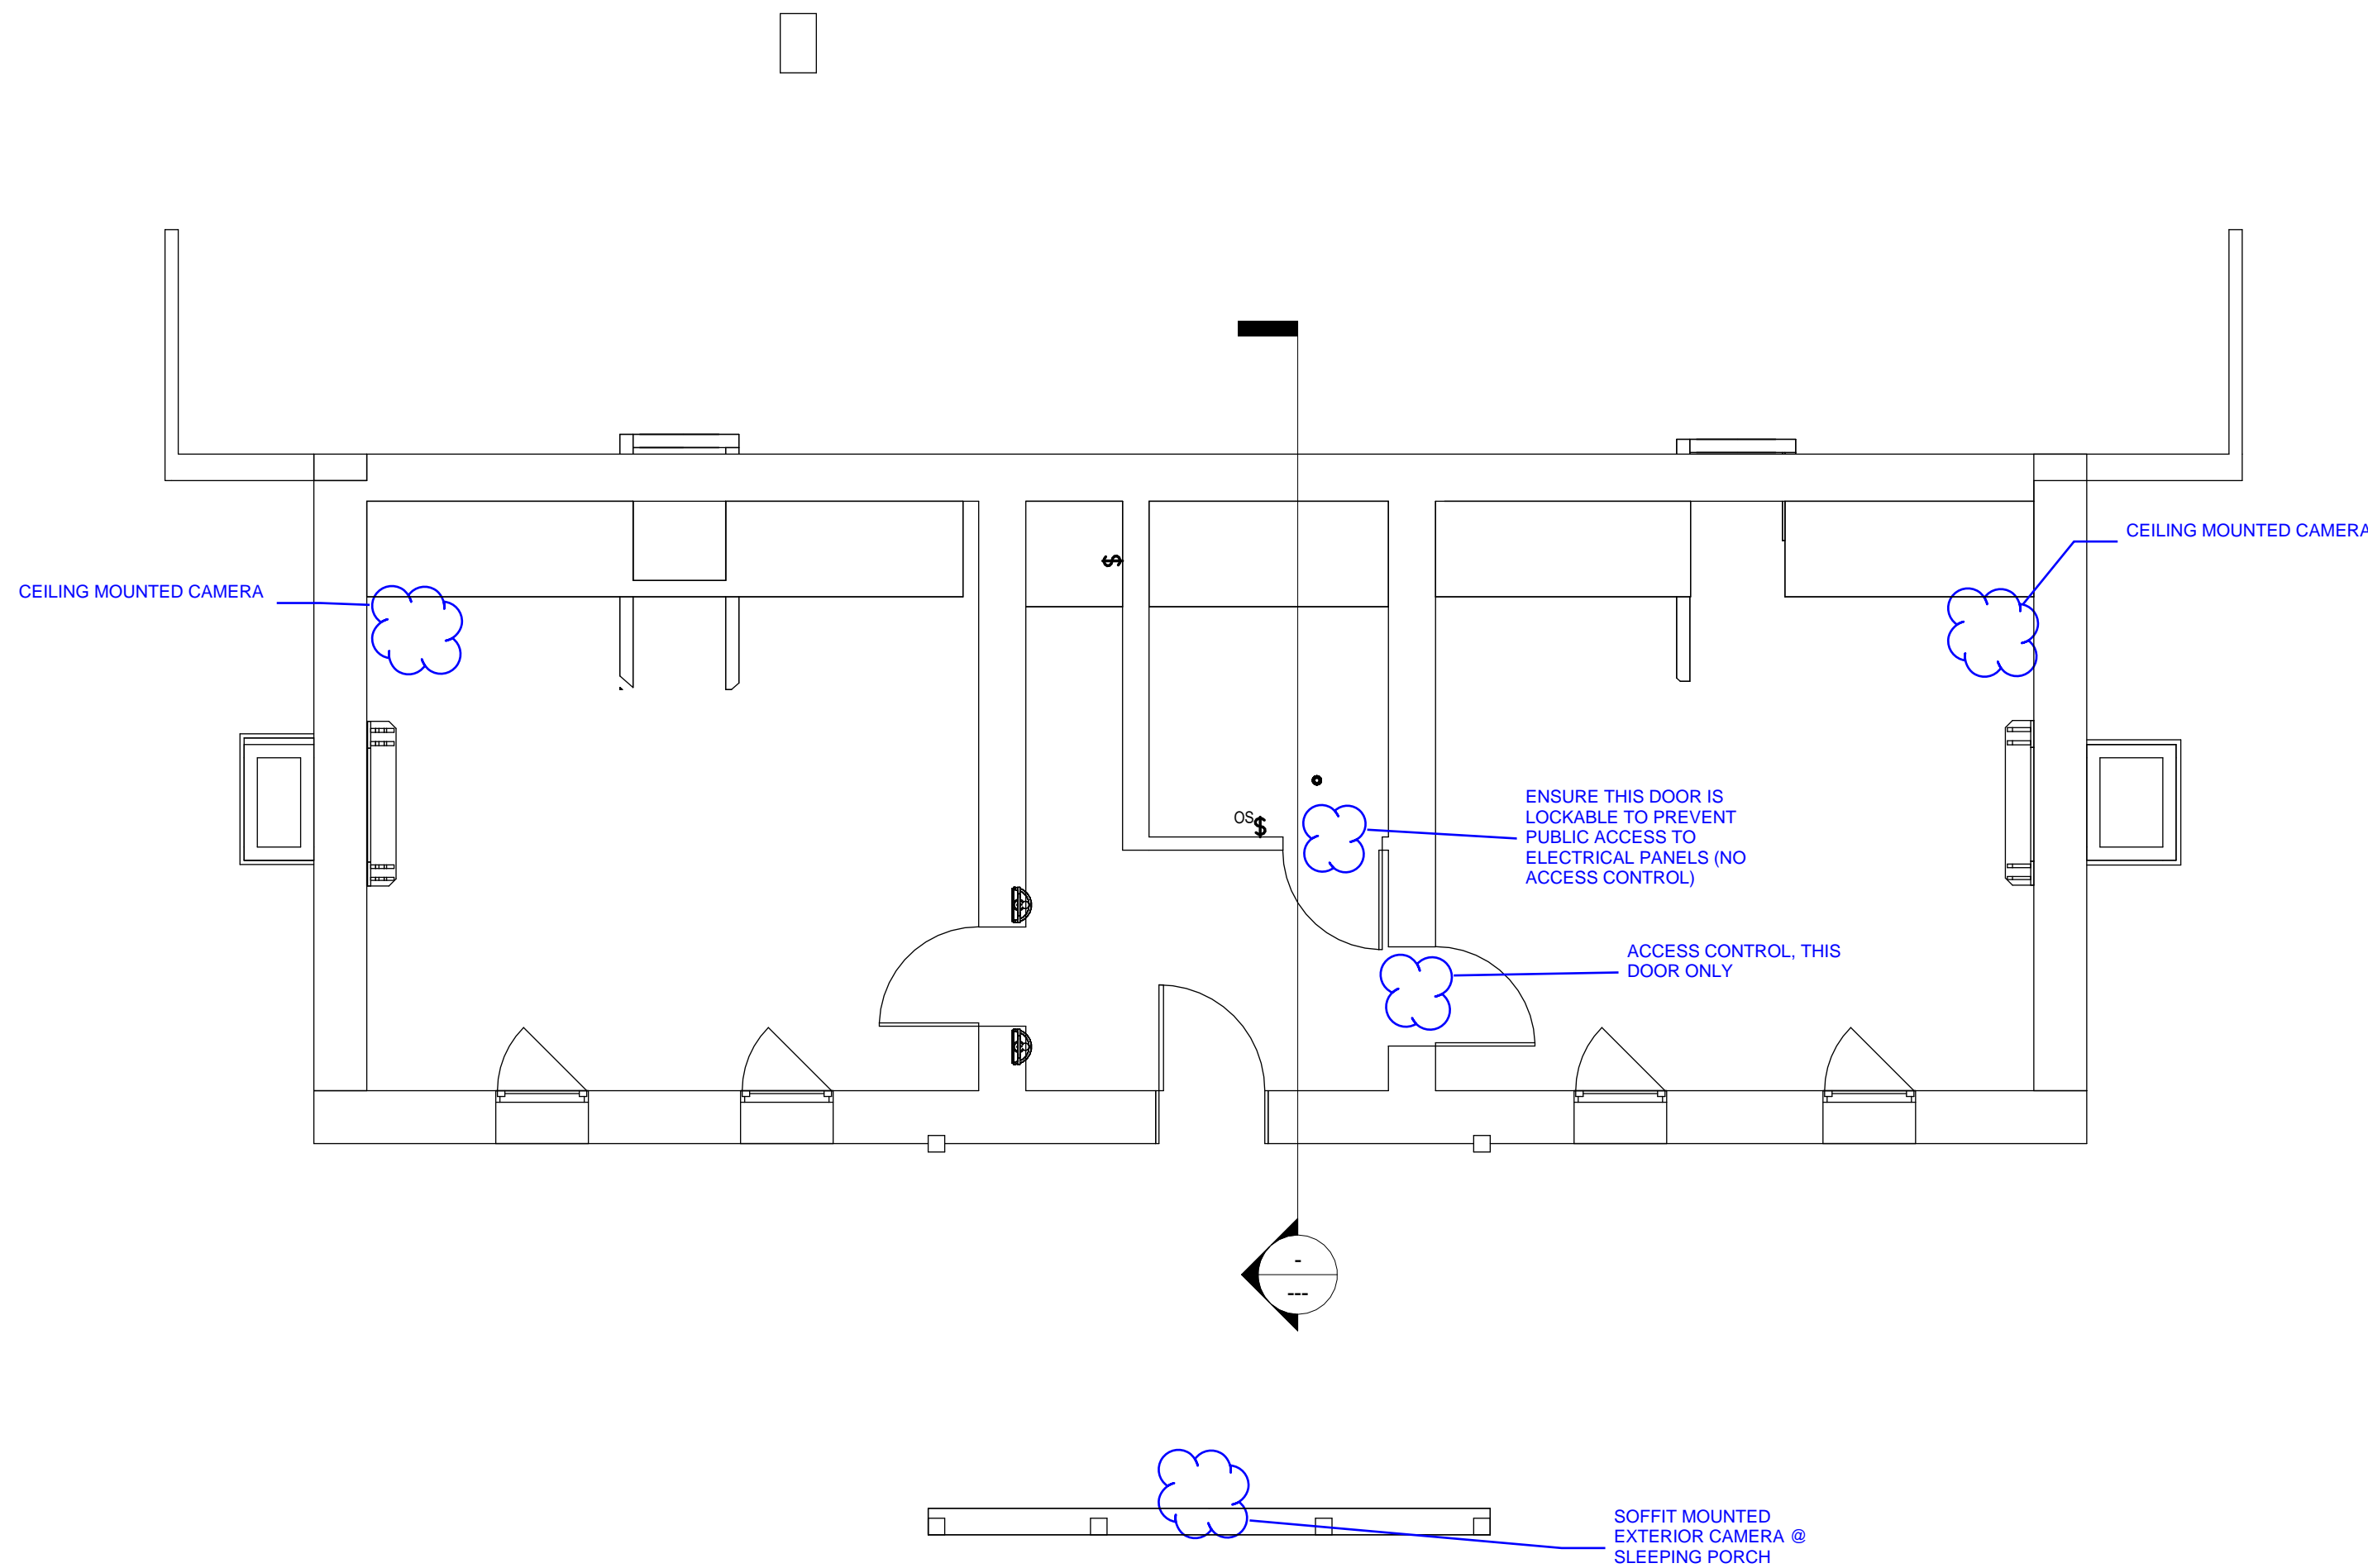 CEILING MOUNTED CAMERA
$
CEILING MOUNTED CAMERA
ENSURE THIS DOOR IS
LOCKABLE TO PREVENT
PUBLIC ACCESS TO
ELECTRICAL PANELS (NO
ACCESS CONTROL)
OS$
ACCESS CONTROL, THIS
DOOR ONLY
-
---
SOFFIT MOUNTED
EXTERIOR CAMERA @
SLEEPING PORCH